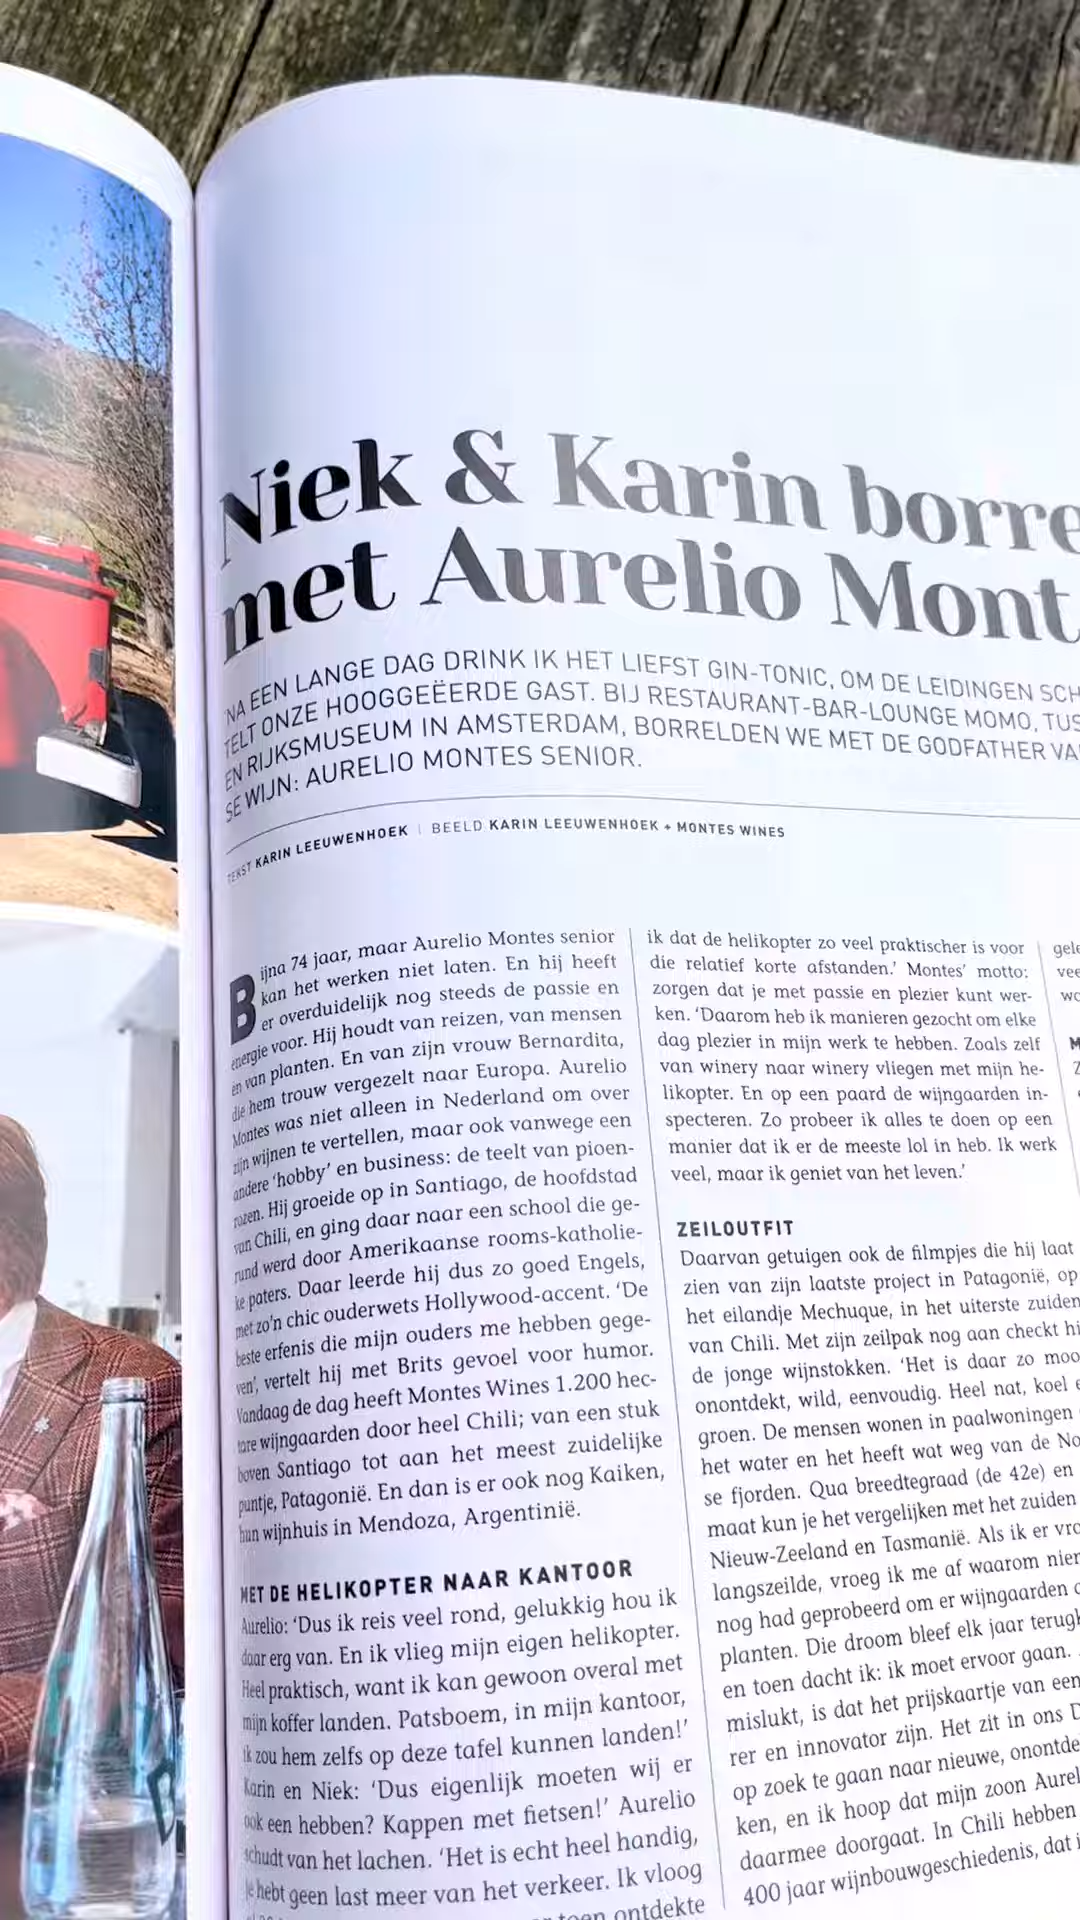 Niek & Karin borre
met Aurelio Mont
'NA EEN LANGE DAG DRINK IK HET LIEFST GIN-TONIC, OM DE LEIDINGEN SCH
TELT ONZE HOOGGEËERDE GAST. BIJ RESTAURANT-BAR-LOUNGE MOMO, TUS
EN RIJKSMUSEUM IN AMSTERDAM, BORRELDEN WE MET DE GODFATHER VA
SE WIJN: AURELIO MONTES SENIOR.
TEKST KARIN LEEUWENHOEK | BEELD KARIN LEEUWENHOEK + MONTES WINES
Bijna 74 jaar, maar Aurelio Montes senior
kan het werken niet laten. En hij heeft
er overduidelijk nog steeds de passie en
energie voor. Hij houdt van reizen, van mensen
en van planten. En van zijn vrouw Bernardita,
die hem trouw vergezelt naar Europa. Aurelio
Montes was niet alleen in Nederland om over
zijn wijnen te vertellen, maar ook vanwege een
andere 'hobby' en business: de teelt van pioen-
rozen. Hij groeide op in Santiago, de hoofdstad
van Chili, en ging daar naar een school die ge-
rund werd door Amerikaanse rooms-katholie-
ke paters. Daar leerde hij dus zo goed Engels,
met zo'n chic ouderwets Hollywood-accent. 'De
beste erfenis die mijn ouders me hebben gege-
ven', vertelt hij met Brits gevoel voor humor.
Vandaag de dag heeft Montes Wines 1.200 hec-
tare wijngaarden door heel Chili; van een stuk
boven Santiago tot aan het meest zuidelijke
puntje, Patagonië. En dan is er ook nog Kaiken,
hun wijnhuis in Mendoza, Argentinië.
MET DE HELIKOPTER NAAR KANTOOR
Aurelio: 'Dus ik reis veel rond, gelukkig hou ik
daar erg van. En ik vlieg mijn eigen helikopter.
Heel praktisch, want ik kan gewoon overal met
mijn koffer landen. Patsboem, in mijn kantoor,
ik zou hem zelfs op deze tafel kunnen landen!'
Karin en Niek: 'Dus eigenlijk moeten wij er
ook een hebben? Kappen met fietsen!' Aurelio
schudt van het lachen. 'Het is echt heel handig,
je hebt geen last meer van het verkeer. Ik vloog
toen ontdekte
ik dat de helikopter zo veel praktischer is voor
die relatief korte afstanden.' Montes' motto:
zorgen dat je met passie en plezier kunt wer-
ken. 'Daarom heb ik manieren gezocht om elke
dag plezier in mijn werk te hebben. Zoals zelf
van winery naar winery vliegen met mijn he-
likopter. En op een paard de wijngaarden in-
specteren. Zo probeer ik alles te doen op een
manier dat ik er de meeste lol in heb. Ik werk
veel, maar ik geniet van het leven.'
ZEILOUTFIT
Daarvan getuigen ook de filmpjes die hij laat
zien van zijn laatste project in Patagonië, op
het eilandje Mechuque, in het uiterste zuiden
van Chili. Met zijn zeilpak nog aan checkt hi
de jonge wijnstokken. 'Het is daar zo moo
onontdekt, wild, eenvoudig. Heel nat, koel e
groen. De mensen wonen in paalwoningen
het water en het heeft wat weg van de No
se fjorden. Qua breedtegraad (de 42e) en
maat kun je het vergelijken met het zuiden
Nieuw-Zeeland en Tasmanië. Als ik er vro
langszeilde, vroeg ik me af waarom nier
nog had geprobeerd om er wijngaarden
planten. Die droom bleef elk jaar terug
en toen dacht ik: ik moet ervoor gaan.
mislukt, is dat het prijskaartje van een
rer en innovator zijn. Het zit in ons D
op zoek te gaan naar nieuwe, onontde
ken, en ik hoop dat mijn zoon Aurel
daarmee doorgaat. In Chili hebben
400 jaar wijnbouwgeschiedenis, dat i
gele
vee
wo
M
Z